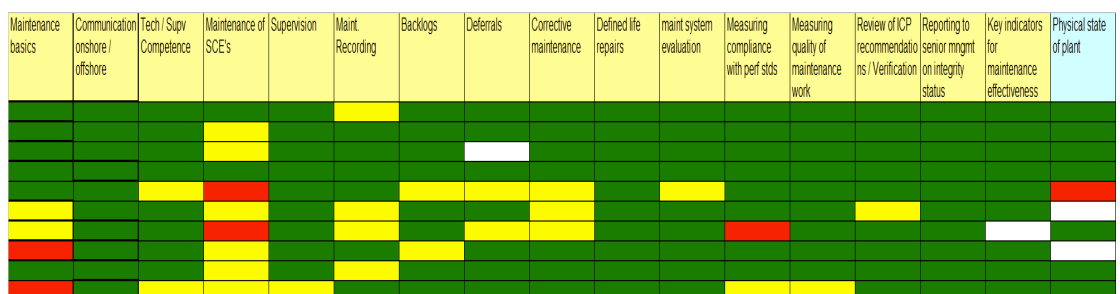 Maintenance
basics
Communication
onshore /
offshore
Tech / Supv
Competence
Maintenance of
SCE's
Supervision
Maint.
Recording
Backlogs
Deferrals
Corrective
maintenance
Defined life
repairs
maint system
evaluation
Measuring
compliance
with perf stds
Measuring
quality of
maintenance
work
Review of ICP
recommendatio
ns / Verification
Reporting to
senior mngmt
on integrity
status
Key indicators
for
maintenance
effectiveness
Physical state
of plant